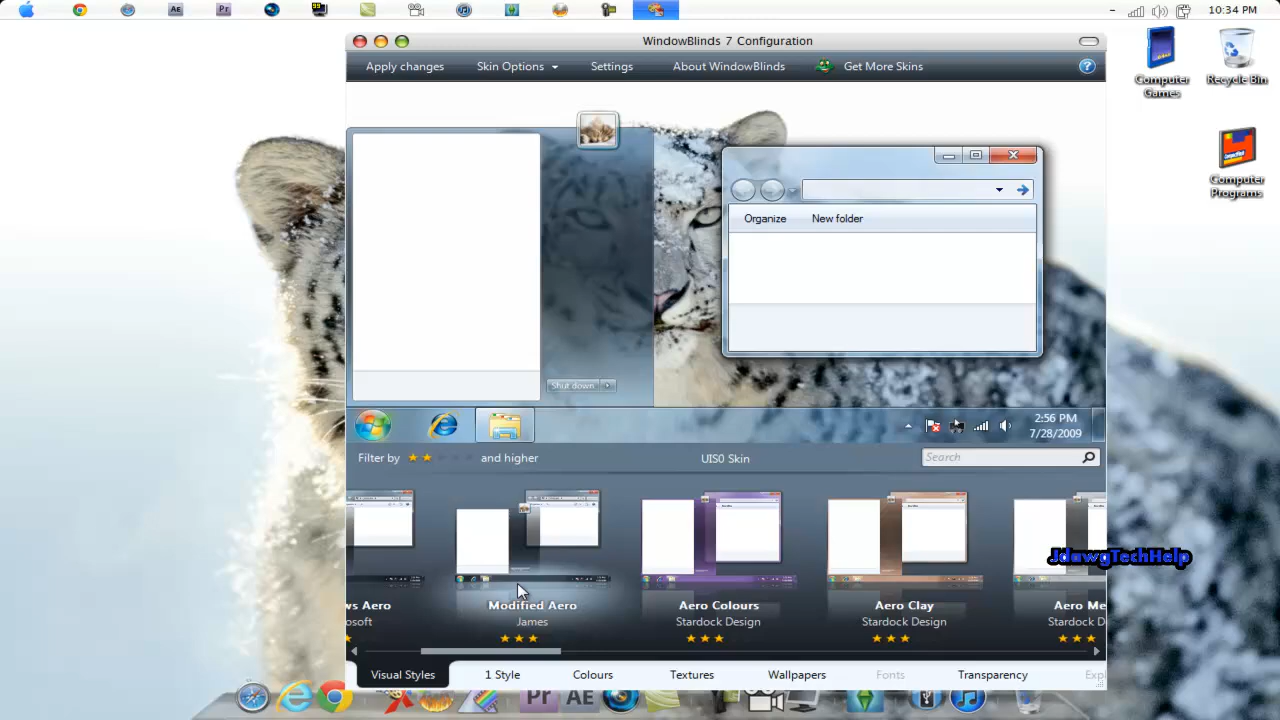 99
10:34 PM
WindowBlinds 7 Configuration
Apply changes Skin Options Settings About WindowBlinds Get More Skins ?
Computer Games
Recycle Bin
Computer Programs
Organize New folder
Shut down
2:56 PM
7/28/2009
Filter by and higher UIS0 Skin Search
JdawgTechHelp
ws Aero Modified Aero Aero Colours Aero Clay Aero Me
osoft James Stardock Design Stardock Design Stardock D
Visual Styles 1 Style Colours Textures Wallpapers Fonts Transparency
Pr AE